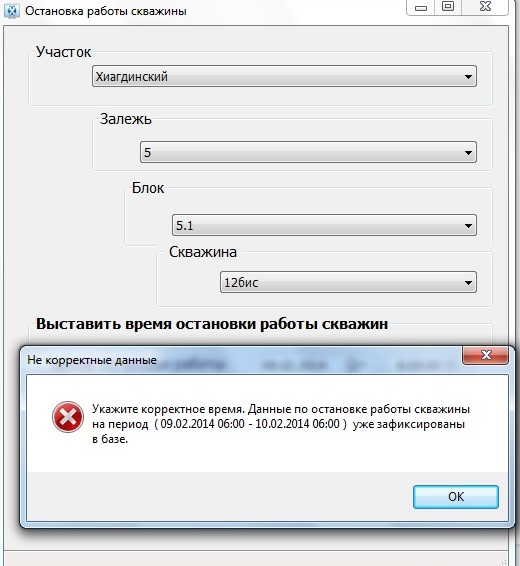 Остановка работы скважины
Участок
Хиагдинский
Залежь
5
Блок
5.1
Скважина
12бис
Выставить время остановки работы скважин
Не корректные данные
Укажите корректное время. Данные по остановке работы скважины
на период ( 09.02.2014 06:00 - 10.02.2014 06:00 ) уже зафиксированы
в базе.
OK